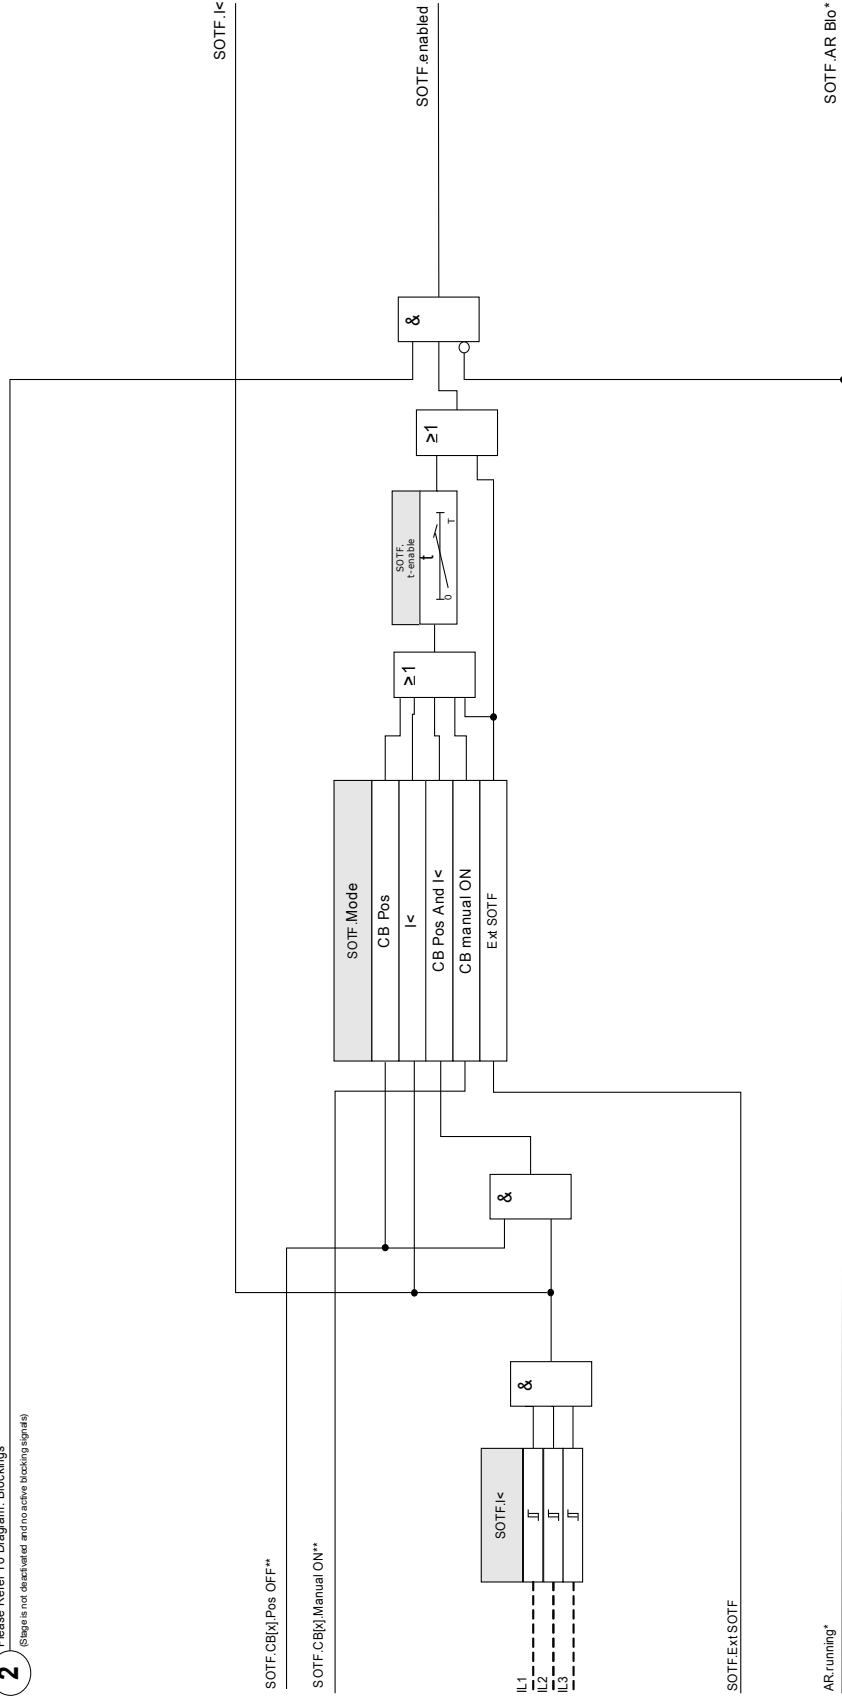 2
Please Refer To Diagram: Blockings
(Stage is not deactivated and no active blocking signals)
SOTF.I<
SOTF.CB[x].Pos OFF**
SOTF.CB[x].Manual ON**
SOTF.enabled
SOTF.Mode
CB Pos
I<
CB Pos And I<
CB manual ON
Ext SOTF
≥1
SOTF.
t-enable
t
0
T
≥1
&
&
SOTF.I<
IL1
IL2
IL3
&
SOTF.Ext SOTF
AR.running*
SOTF.AR Blo*